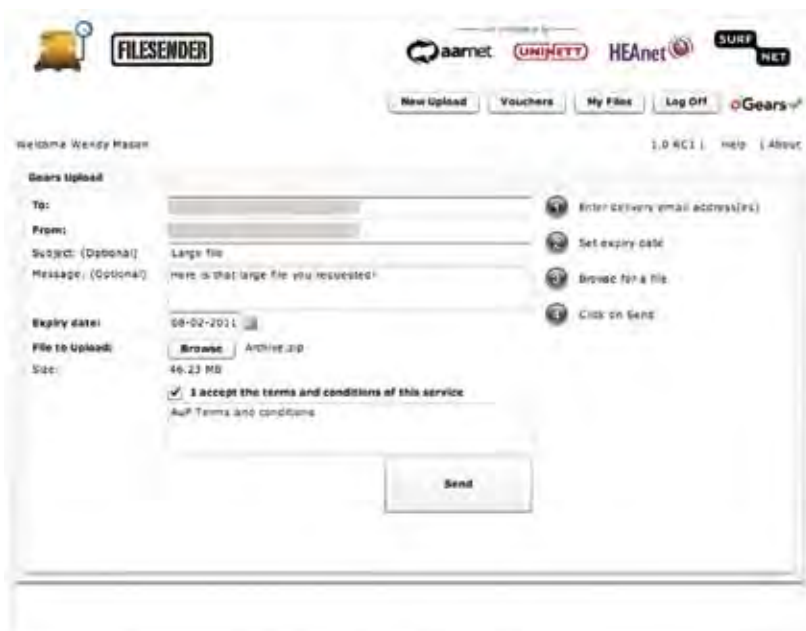 FILESENDER
aarnet UNINETT HEAnet SURF NET
New Upload Vouchers My Files Log Off Gears
Welcome Wendy Mason 1.0 RC1 | Help | About
Gears Upload
To:
From:
Subject: (Optional) Large file
Message: (Optional) Here is that large file you requested!
Expiry date: 08-02-2011
File to Upload: Browse Archive.zip
Size: 46.23 MB
I accept the terms and conditions of this service
AuP Terms and conditions
Send
1 Enter delivery email address(es)
2 Set expiry date
3 Browse for a file
4 Click on Send